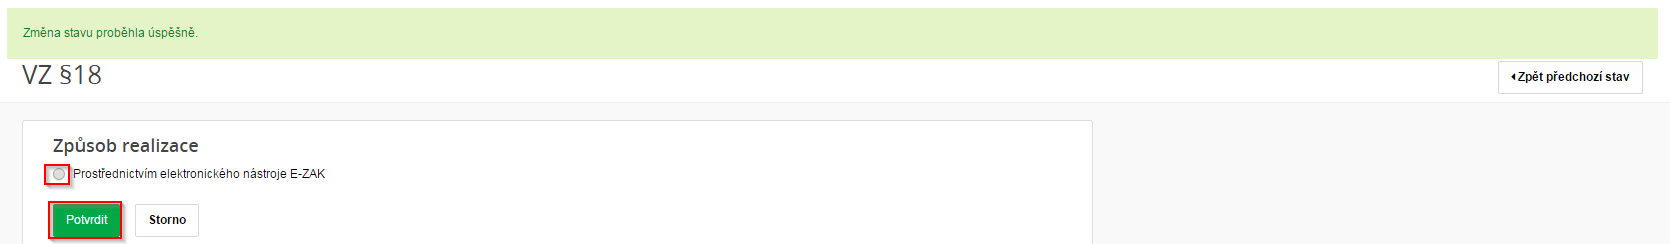 Změna stavu proběhla úspěšně.
VZ §18
Zpět předchozí stav
Způsob realizace
Prostřednictvím elektronického nástroje E-ZAK
Potvrdit
Storno